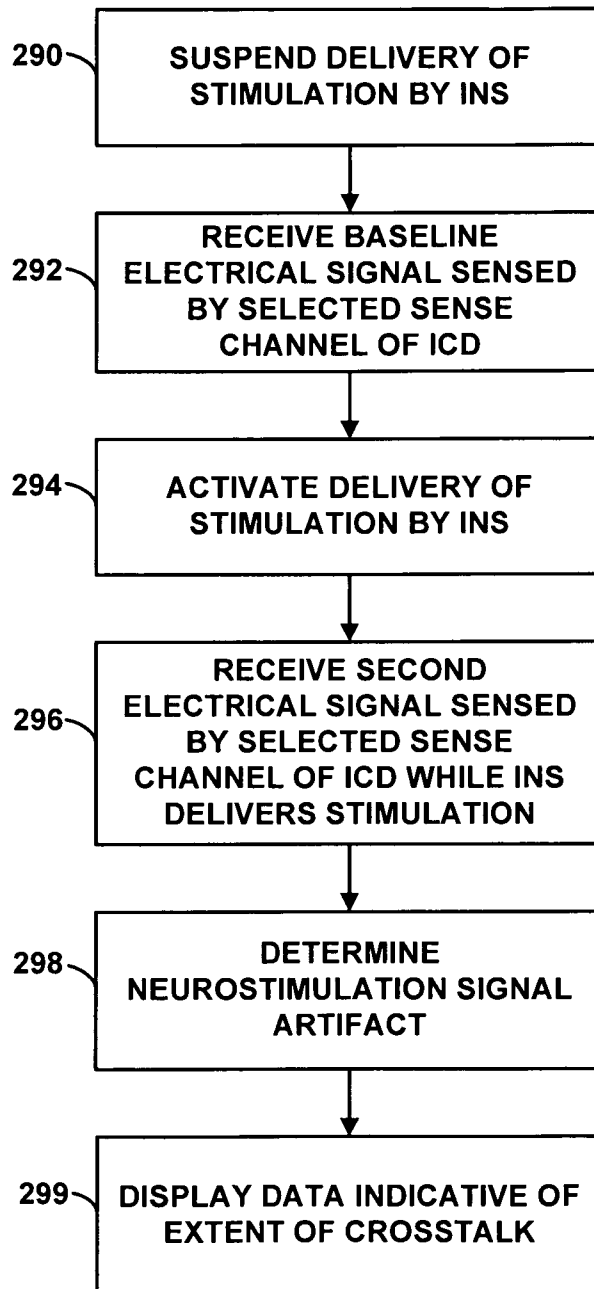 290
SUSPEND DELIVERY OF
STIMULATION BY INS
292
RECEIVE BASELINE
ELECTRICAL SIGNAL SENSED
BY SELECTED SENSE
CHANNEL OF ICD
294
ACTIVATE DELIVERY OF
STIMULATION BY INS
296
RECEIVE SECOND
ELECTRICAL SIGNAL SENSED
BY SELECTED SENSE
CHANNEL OF ICD WHILE INS
DELIVERS STIMULATION
298
DETERMINE
NEUROSTIMULATION SIGNAL
ARTIFACT
299
DISPLAY DATA INDICATIVE OF
EXTENT OF CROSSTALK